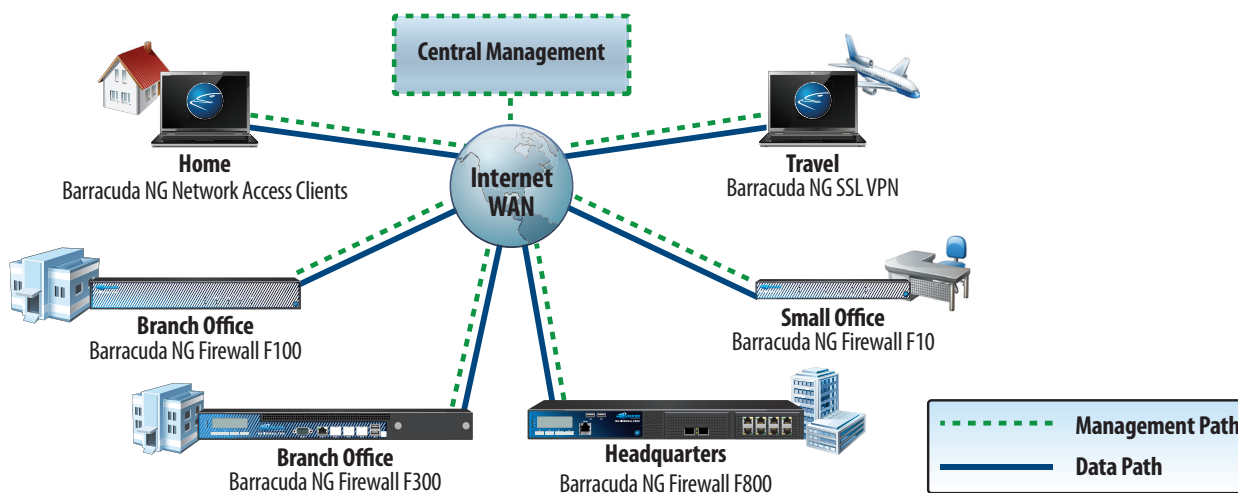 Central Management
Home
Barracuda NG Network Access Clients
Travel
Barracuda NG SSL VPN
Internet
WAN
Branch Office
Barracuda NG Firewall F100
Small Office
Barracuda NG Firewall F10
Branch Office
Barracuda NG Firewall F300
Headquarters
Barracuda NG Firewall F800
Management Path
Data Path